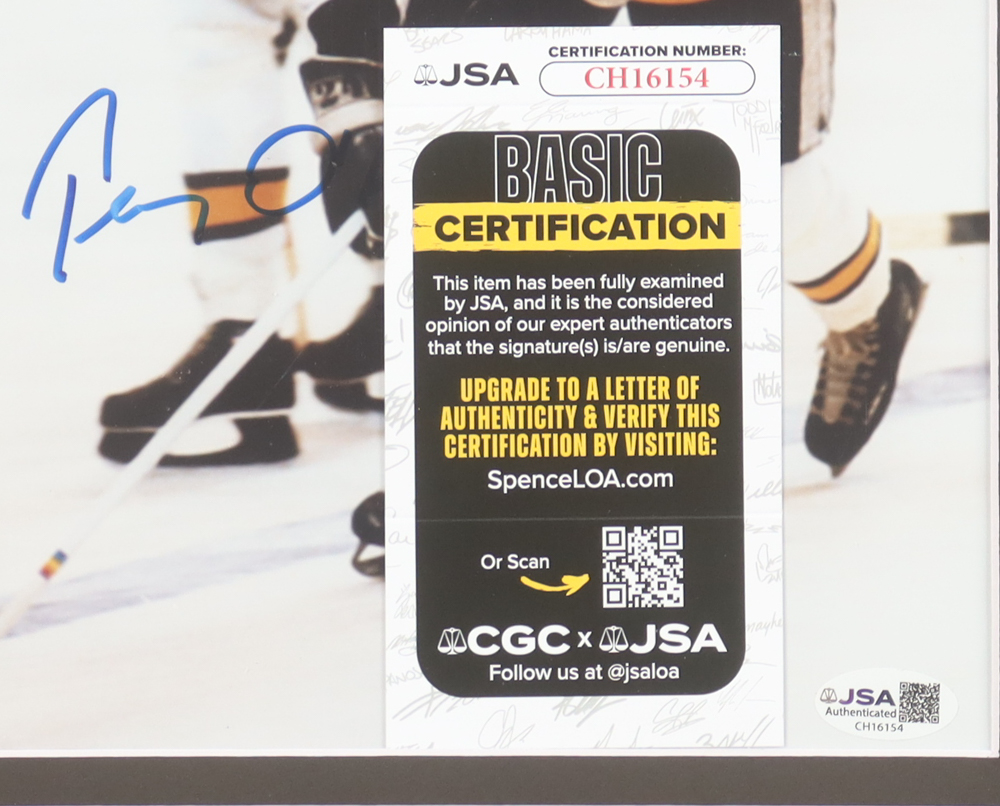 JSA
CERTIFICATION NUMBER:
CH16154
BASIC
CERTIFICATION
This item has been fully examined
by JSA, and it is the considered
opinion of our expert authenticators
that the signature(s) is/are genuine.
UPGRADE TO A LETTER OF
AUTHENTICITY & VERIFY THIS
CERTIFICATION BY VISITING:
SpenceLOA.com
Or Scan
CGC x JSA
Follow us at @jsaloa
JSA
Authenticated
CH16154